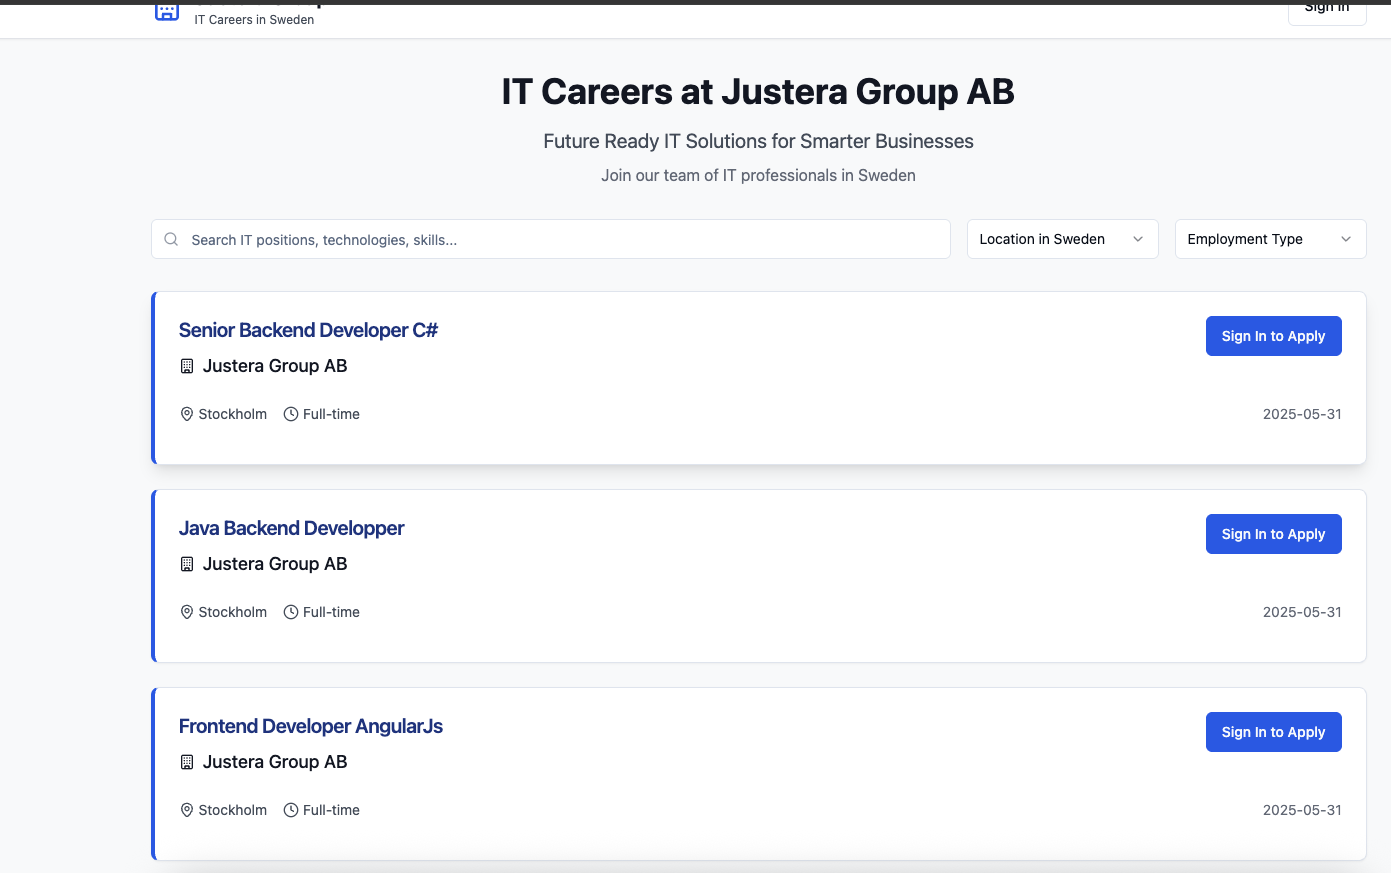 IT Careers in Sweden
Sign In
IT Careers at Justera Group AB
Future Ready IT Solutions for Smarter Businesses
Join our team of IT professionals in Sweden
Search IT positions, technologies, skills...
Location in Sweden
Employment Type
Senior Backend Developer C#
Sign In to Apply
Justera Group AB
Stockholm Full-time 2025-05-31
Java Backend Developper
Sign In to Apply
Justera Group AB
Stockholm Full-time 2025-05-31
Frontend Developer AngularJs
Sign In to Apply
Justera Group AB
Stockholm Full-time 2025-05-31